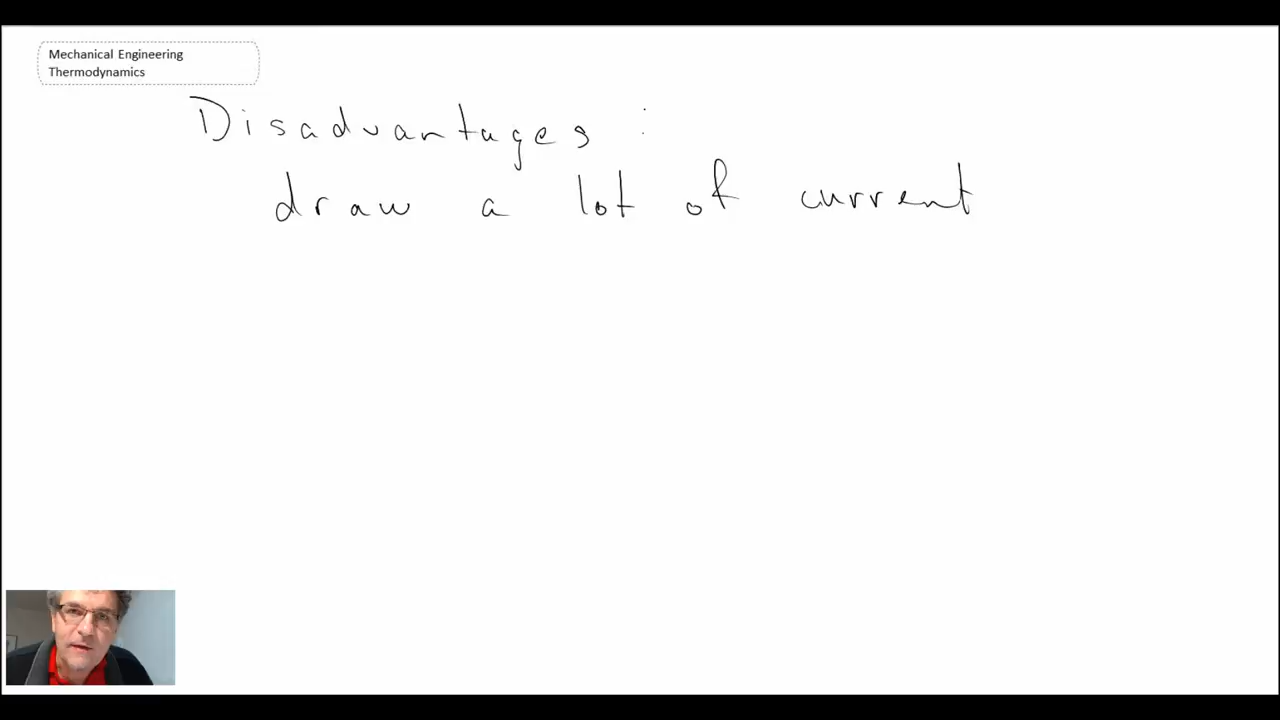 Mechanical Engineering
Thermodynamics
Disadvantages :
draw a lot of current